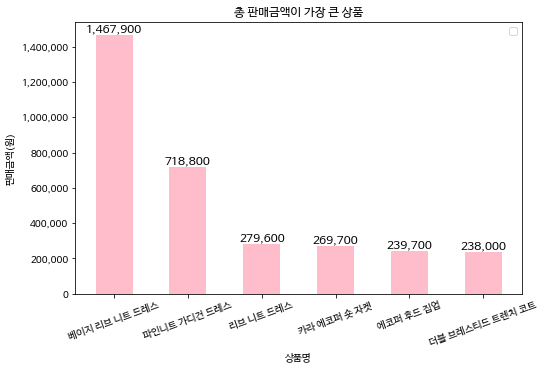 총 판매금액이 가장 큰 상품
판매금액(원)
1,400,000
1,200,000
1,000,000
800,000
600,000
400,000
200,000
0
1,467,900
718,800
279,600
269,700
239,700
238,000
베이지 리브 니트 드레스
파인니트 가디건 드레스
리브 니트 드레스
카라 에코퍼 숏 자켓
에코퍼 후드 집업
더블 브레스티드 트렌치 코트
상품명